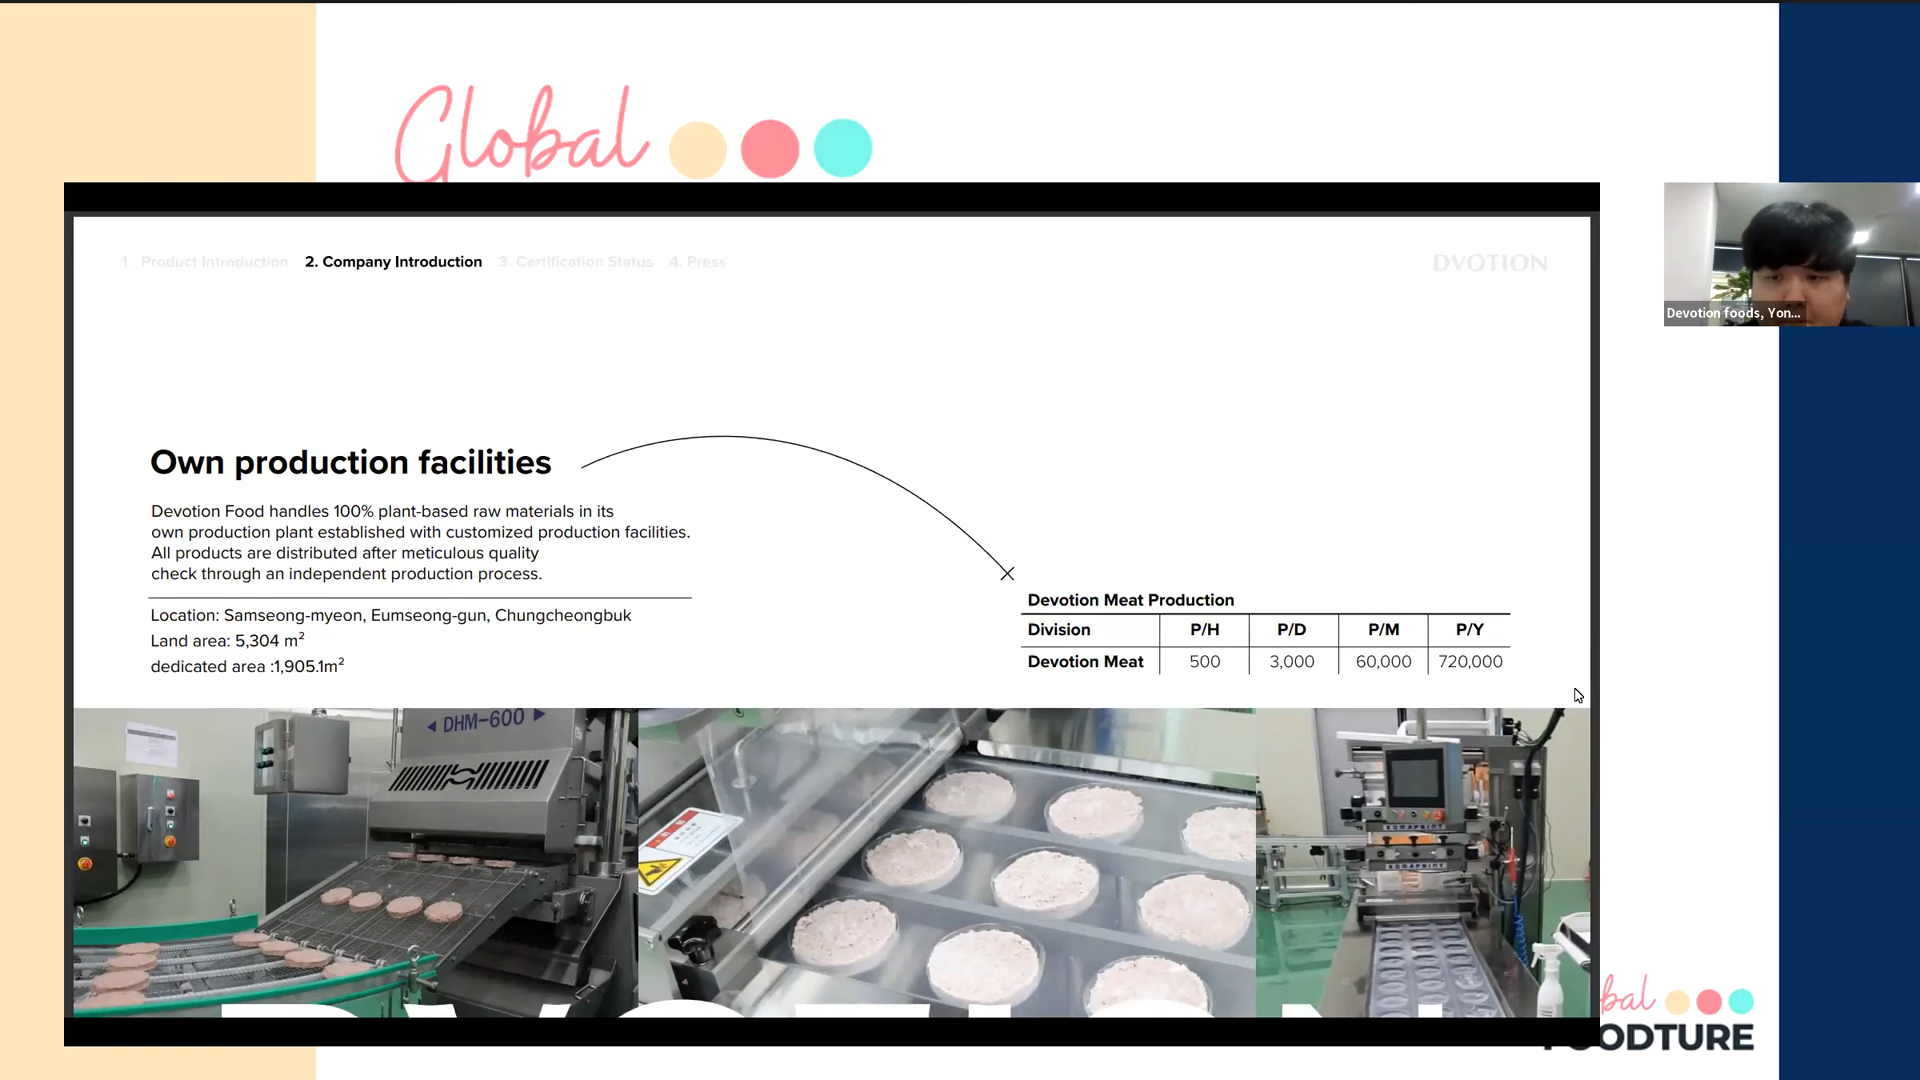 Global
1. Product Introduction 2. Company Introduction 3. Certification Status 4. Press
DVOTION
Devotion foods, Yon...
Own production facilities
Devotion Food handles 100% plant-based raw materials in its
own production plant established with customized production facilities.
All products are distributed after meticulous quality
check through an independent production process.
Location: Samseong-myeon, Eumseong-gun, Chungcheongbuk
Land area: 5,304 m²
dedicated area :1,905.1m²
Devotion Meat Production
Division P/H P/D P/M P/Y
Devotion Meat 500 3,000 60,000 720,000
◄ DHM-600 ►
KOMAPRINT
KOMAPRINT
bal
OODTURE